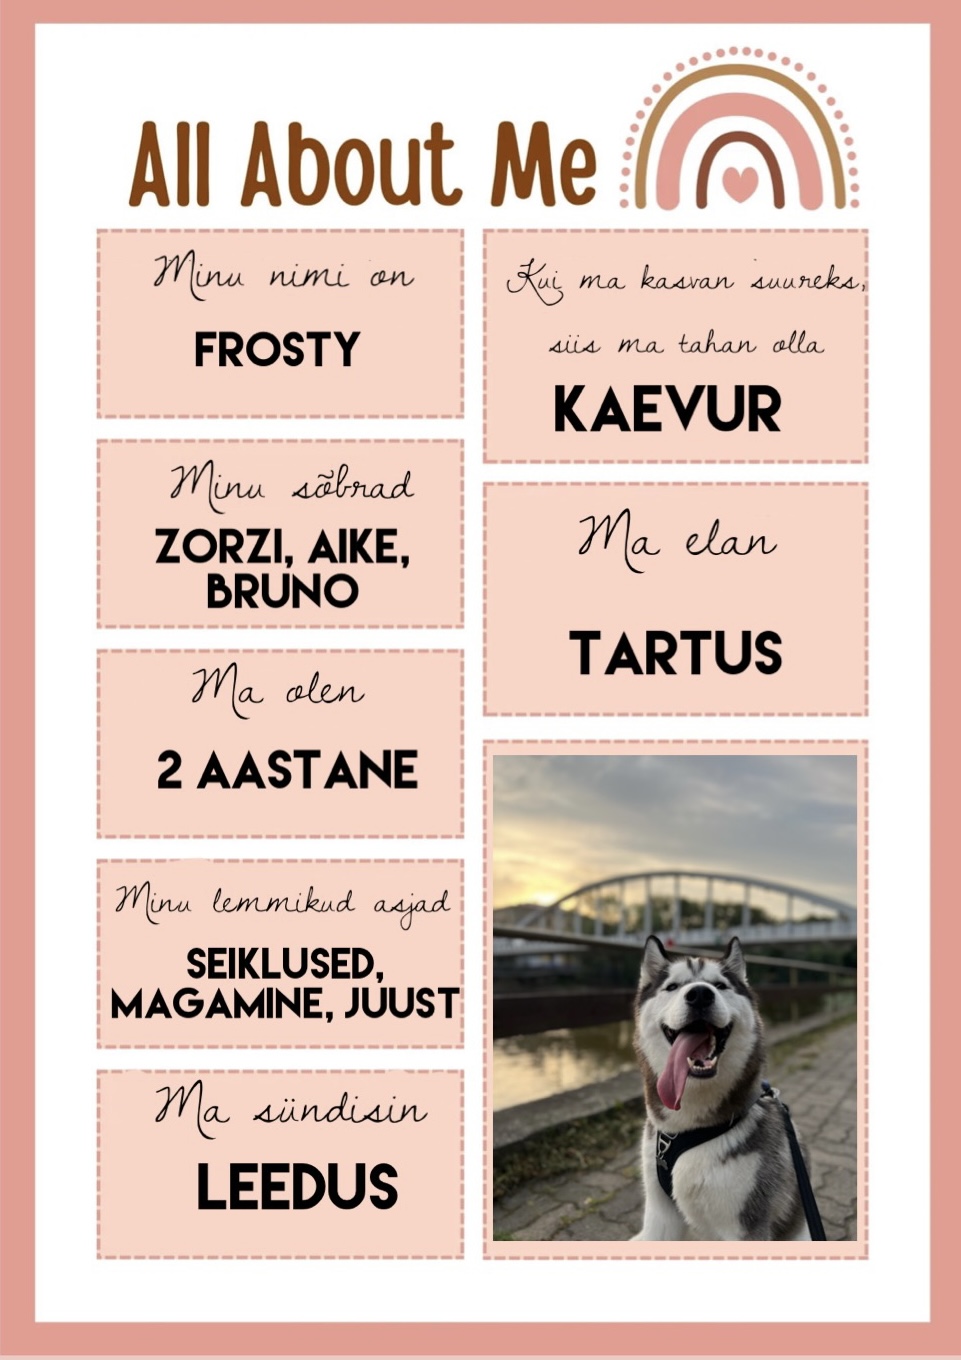 All About Me
Minu nimi on
FROSTY
Minu sõbrad
ZORZI, AIKE,
BRUNO
Ma olen
2 AASTANE
Minu lemmikud asjad
SEIKLUSED,
MAGAMINE, JUUST
Ma sündisin
LEEDUS
Kui ma kasvan suureks,
siis ma tahan olla
KAEVUR
Ma elan
TARTUS